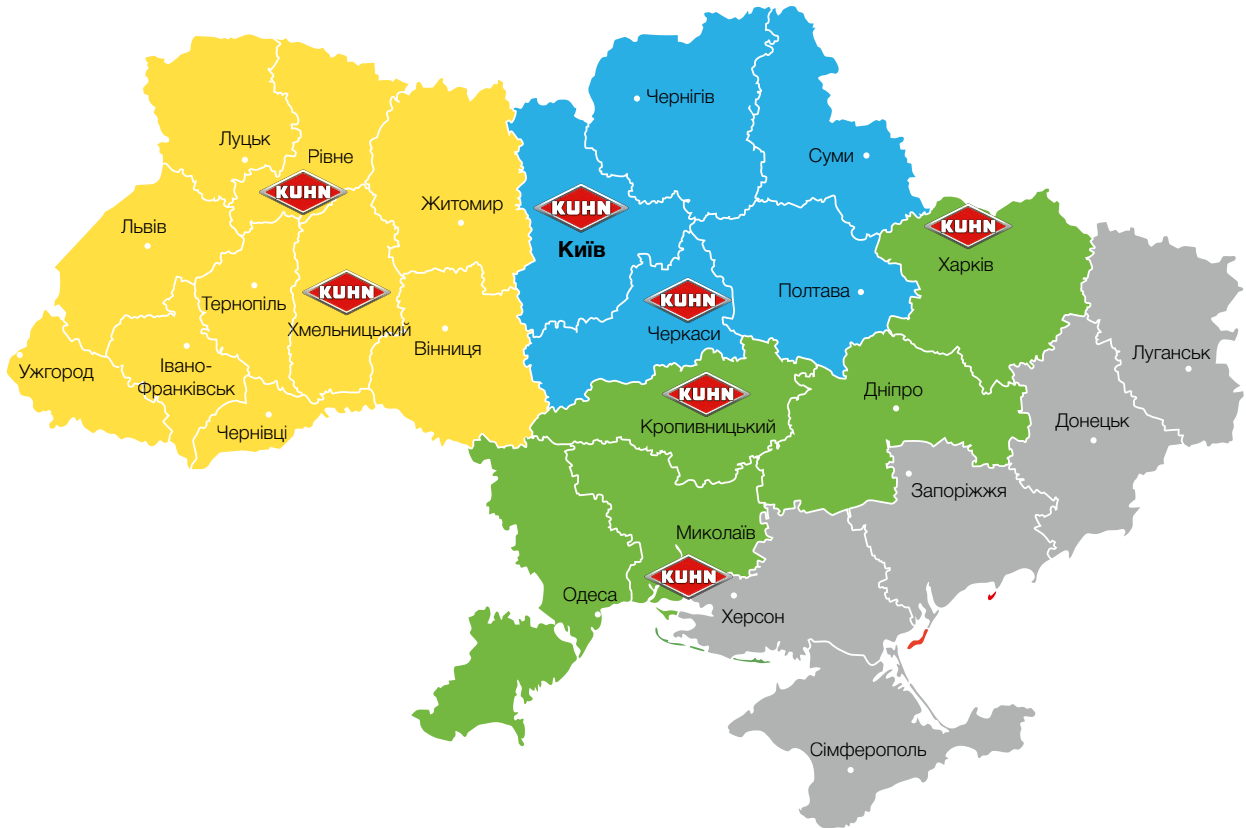 Чернігів
Луцьк
Рівне
Суми
KUHN
Житомир
KUHN
Львів
Київ
KUHN
Харків
Тернопіль
KUHN
Хмельницький
KUHN
Черкаси
Полтава
Вінниця
Ужгород
Івано-
Франківськ
Луганськ
KUHN
Кропивницький
Дніпро
Донецьк
Чернівці
Запоріжжя
Миколаїв
KUHN
Одеса
Херсон
Сімферополь